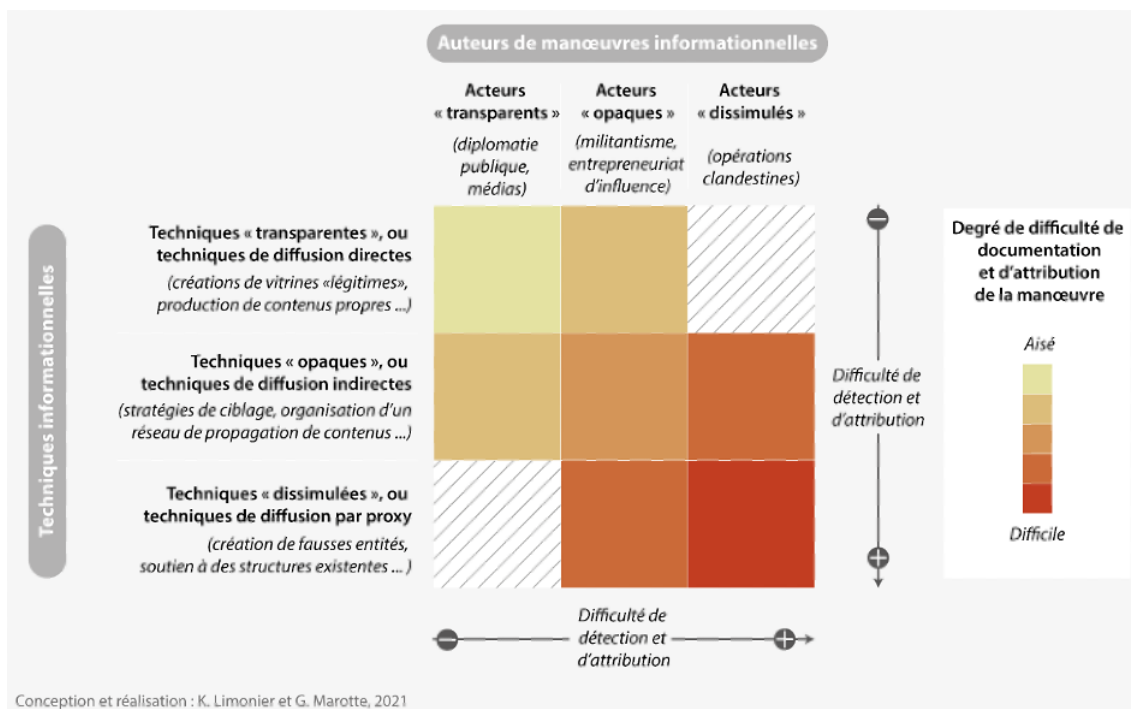 Auteurs de manœuvres informationnelles
Acteurs
« transparents »
(diplomatie
publique,
médias)
Acteurs
« opaques »
(militantisme,
entrepreneuriat
d'influence)
Acteurs
« dissimulés »
(opérations
clandestines)
Techniques informationnelles
Techniques « transparentes », ou
techniques de diffusion directes
(créations de vitrines «légitimes»,
production de contenus propres ...)
Techniques « opaques », ou
techniques de diffusion indirectes
(stratégies de ciblage, organisation d'un
réseau de propagation de contenus ...)
Techniques « dissimulées », ou
techniques de diffusion par proxy
(création de fausses entités,
soutien à des structures existentes ... )
−
Difficulté de
détection et
d'attribution
+
−
Difficulté de
détection et
d'attribution
+
Degré de difficulté de
documentation
et d'attribution
de la manœuvre
Aisé
Difficile
Conception et réalisation : K. Limonier et G. Marotte, 2021